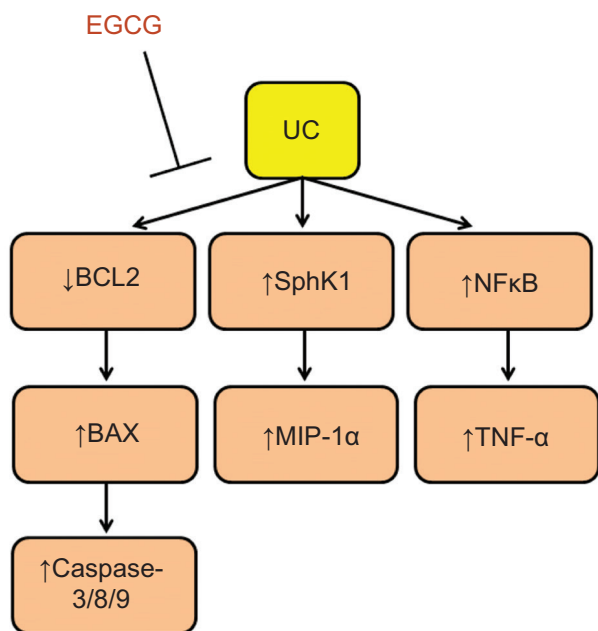 EGCG
UC
↓BCL2
↑SphK1
↑NFκB
↑BAX
↑MIP-1α
↑TNF-α
↑Caspase-
3/8/9